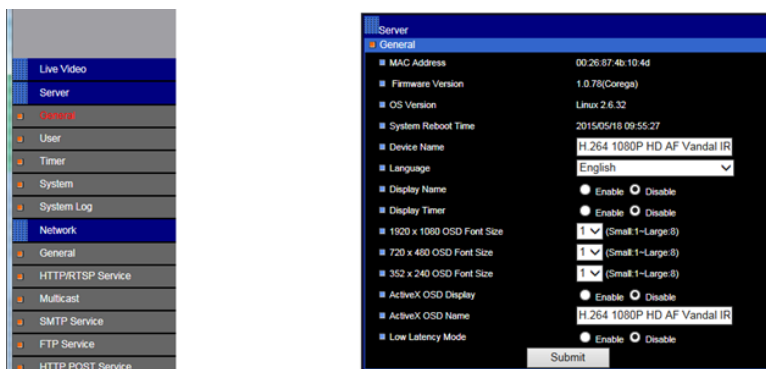 Live Video
Server
General
User
Timer
System
System Log
Network
General
HTTP/RTSP Service
Multicast
SMTP Service
FTP Service
HTTP POST Service
Server
General
MAC Address 00:26:87:4b:10:4d
Firmware Version 1.0.78(Corega)
OS Version Linux 2.6.32
System Reboot Time 2015/05/18 09:55:27
Device Name H.264 1080P HD AF Vandal IR
Language English
Display Name Enable Disable
Display Timer Enable Disable
1920 x 1080 OSD Font Size 1 (Small:1~Large:8)
720 x 480 OSD Font Size 1 (Small:1~Large:8)
352 x 240 OSD Font Size 1 (Small:1~Large:8)
ActiveX OSD Display Enable Disable
ActiveX OSD Name H.264 1080P HD AF Vandal IR
Low Latency Mode Enable Disable
Submit